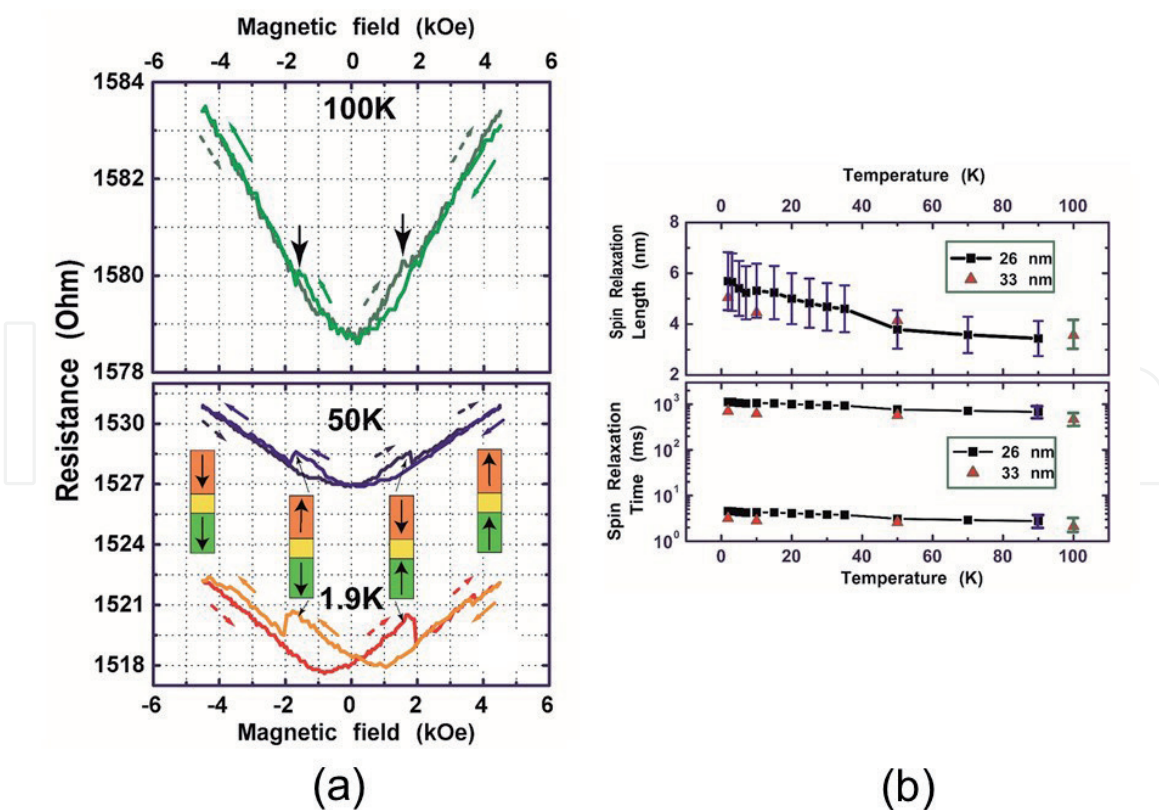 Magnetic field (kOe)
-6 -4 -2 0 2 4 6
1584
1582
1580
1578
100K
Resistance (Ohm)
1530
1527
1524
1521
1518
50K
1.9K
-6 -4 -2 0 2 4 6
Magnetic field (kOe)
(a)
Temperature (K)
0 20 40 60 80 100
Spin Relaxation
Length (nm)
8
6
4
2
26 nm
33 nm
Spin Relaxation
Time (ms)
10³
10²
10¹
10⁰
26 nm
33 nm
0 20 40 60 80 100
Temperature (K)
(b)